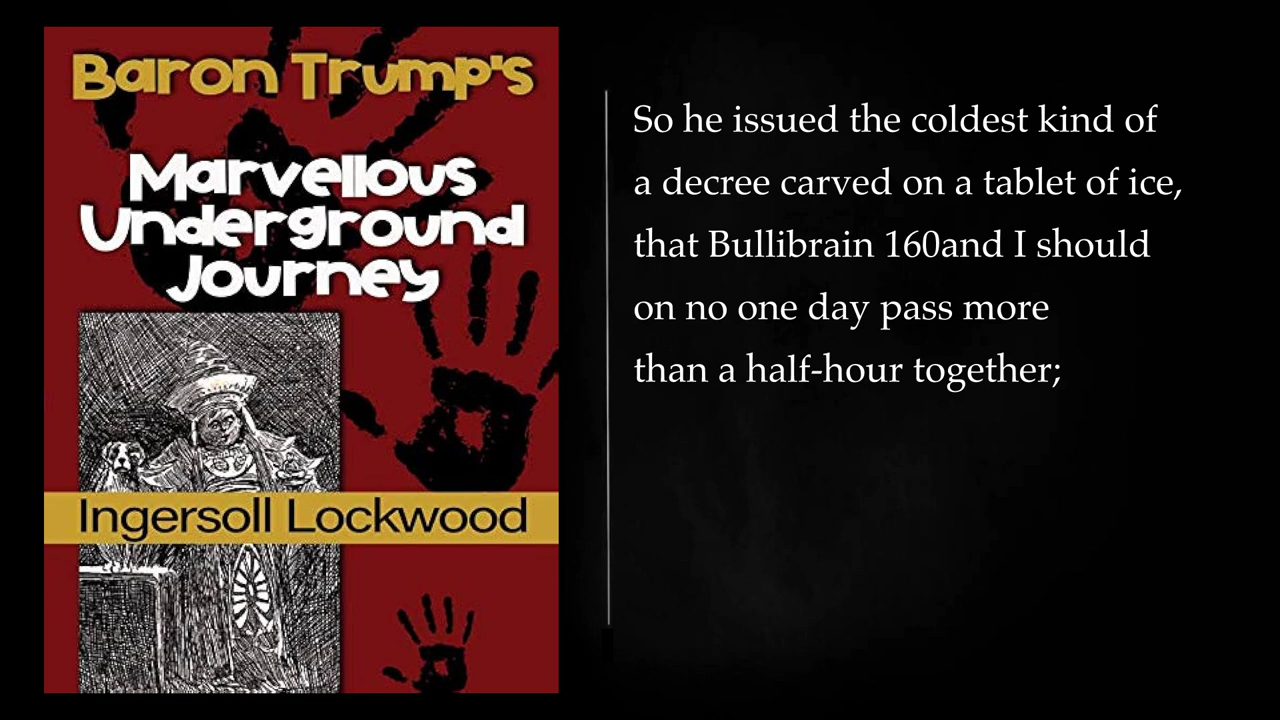 Baron Trump's
Marvellous
Underground
Journey
Ingersoll Lockwood
So he issued the coldest kind of
a decree carved on a tablet of ice,
that Bullibrain 160and I should
on no one day pass more
than a half-hour together;